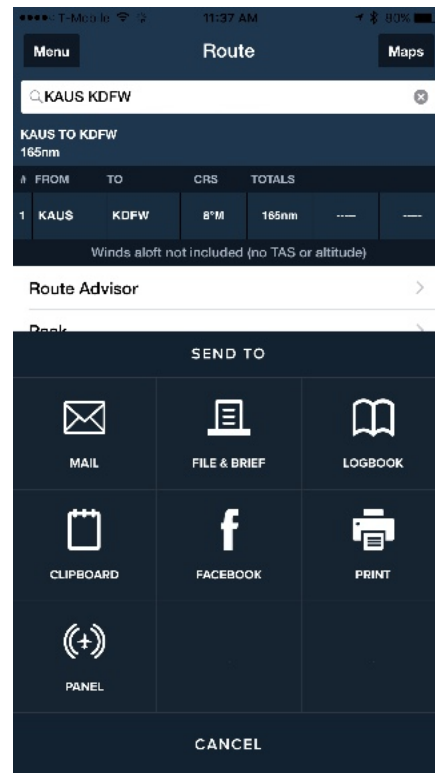 T-Mobile 11:37 AM 80%
Menu Route Maps
KAUS KDFW
KAUS TO KDFW
165nm
# FROM TO CRS TOTALS
1 KAUS KDFW 8°M 165nm ----- -----
Winds aloft not included (no TAS or altitude)
Route Advisor
SEND TO
MAIL FILE & BRIEF LOGBOOK
CLIPBOARD FACEBOOK PRINT
PANEL
CANCEL